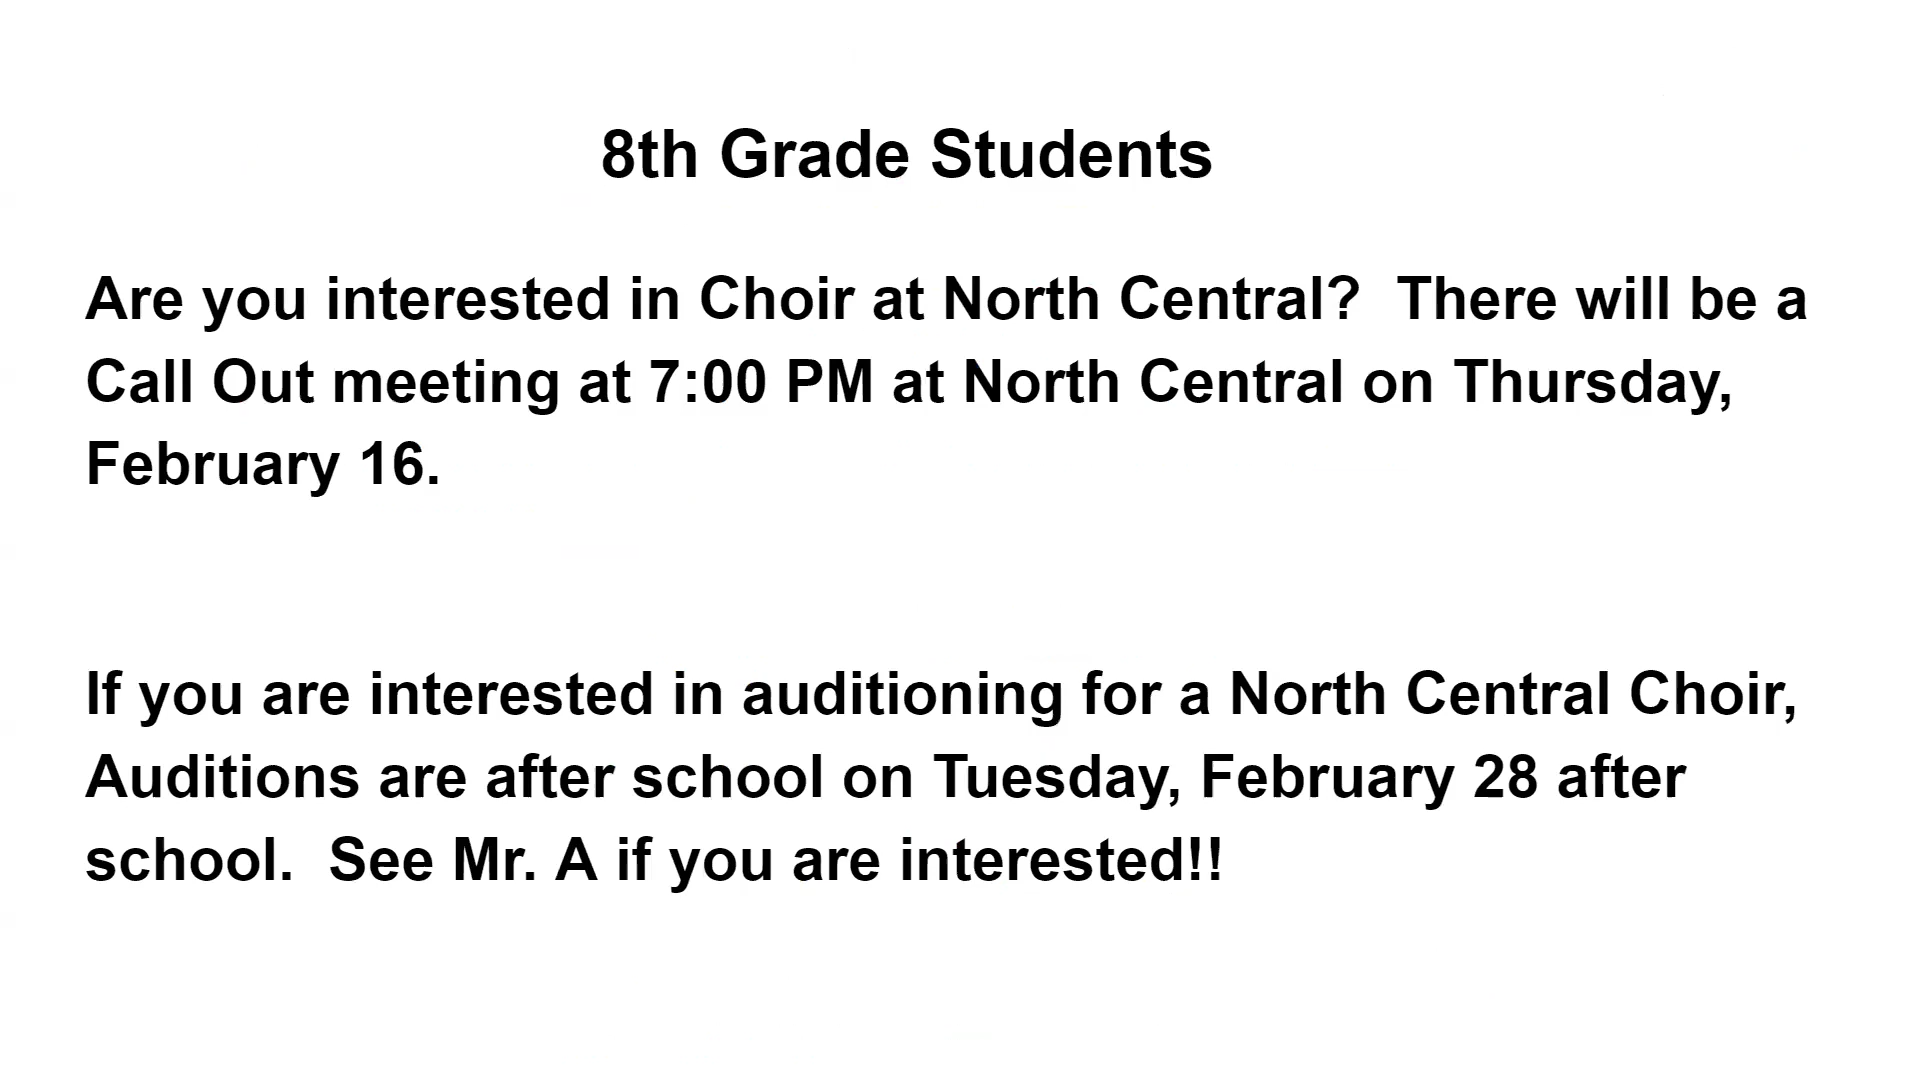 8th Grade Students
Are you interested in Choir at North Central?  There will be a
Call Out meeting at 7:00 PM at North Central on Thursday,
February 16.
If you are interested in auditioning for a North Central Choir,
Auditions are after school on Tuesday, February 28 after
school.  See Mr. A if you are interested!!